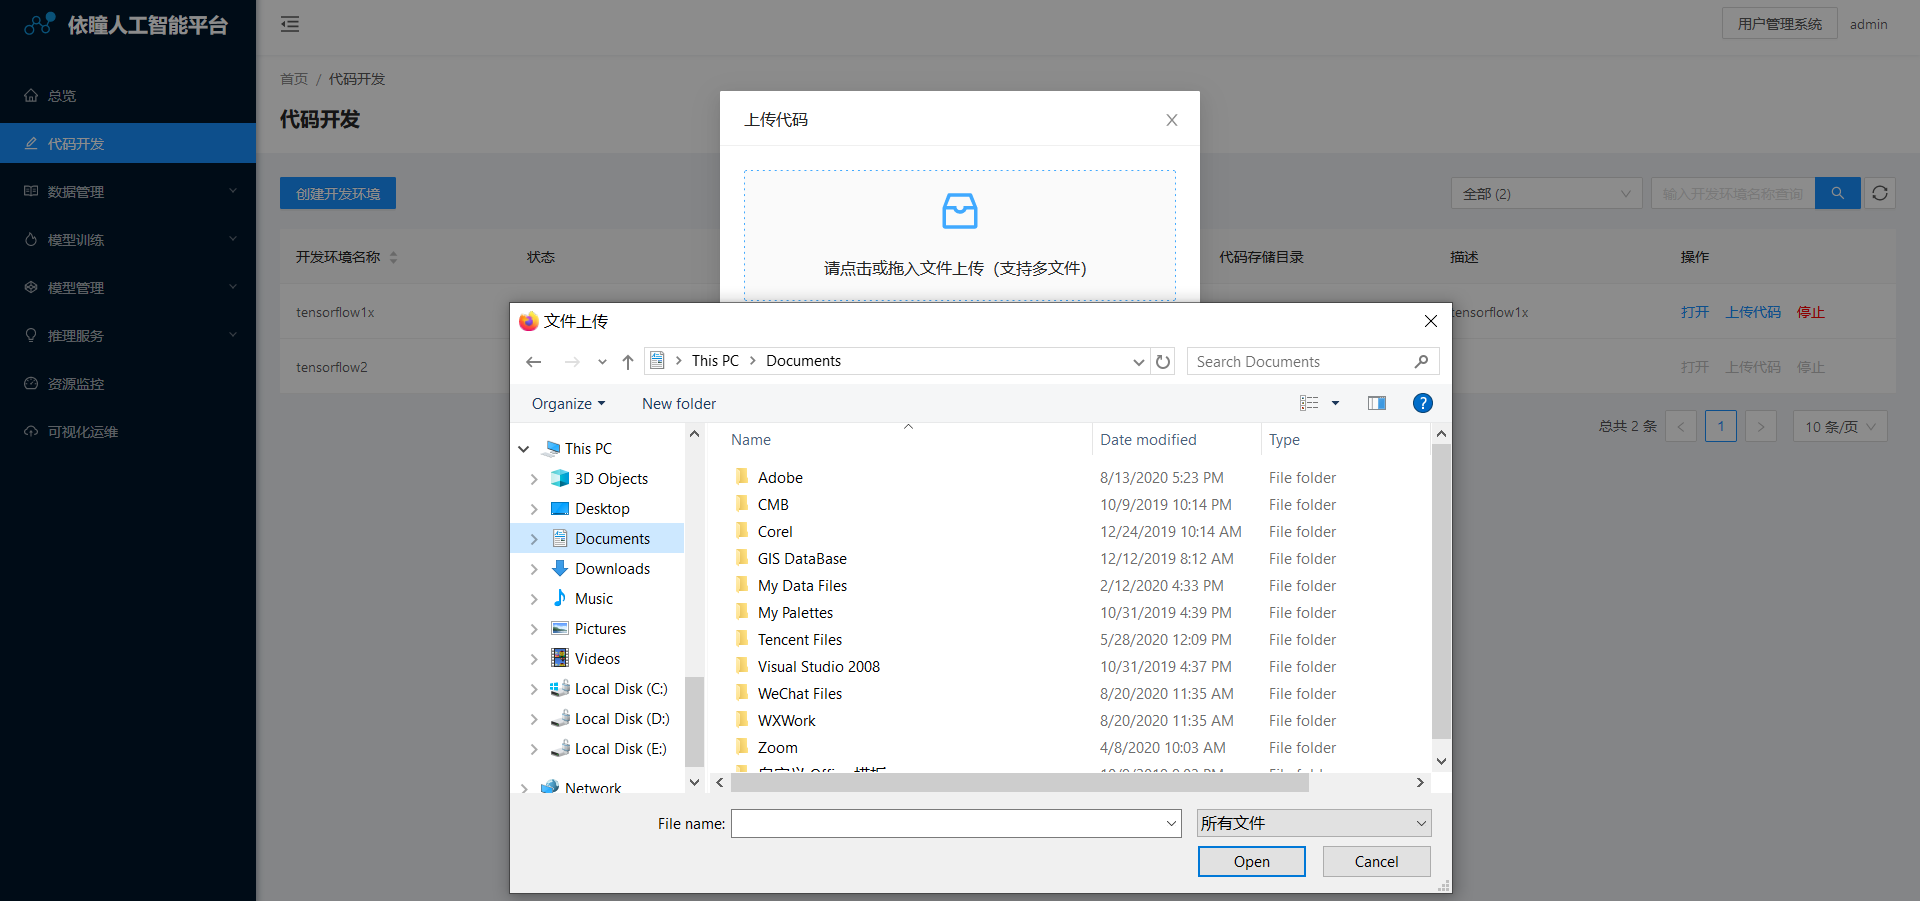 依瞳人工智能平台
用户管理系统 admin
总览
代码开发
数据管理
模型训练
模型管理
推理服务
资源监控
可视化运维
首页 / 代码开发
代码开发
创建开发环境
全部 (2)
输入开发环境名称查询
开发环境名称 状态 代码存储目录 描述 操作
tensorflow1x tensorflow1x 打开 上传代码 停止
tensorflow2 打开 上传代码 停止
总共 2 条 < 1 > 10 条/页
上传代码
请点击或拖入文件上传（支持多文件）
文件上传
This PC > Documents
Search Documents
Organize New folder
This PC
3D Objects
Desktop
Documents
Downloads
Music
Pictures
Videos
Local Disk (C:)
Local Disk (D:)
Local Disk (E:)
Network
Name Date modified Type
Adobe 8/13/2020 5:23 PM File folder
CMB 10/9/2019 10:14 PM File folder
Corel 12/24/2019 10:14 AM File folder
GIS DataBase 12/12/2019 8:12 AM File folder
My Data Files 2/12/2020 4:33 PM File folder
My Palettes 10/31/2019 4:39 PM File folder
Tencent Files 5/28/2020 12:09 PM File folder
Visual Studio 2008 10/31/2019 4:37 PM File folder
WeChat Files 8/20/2020 11:35 AM File folder
WXWork 8/20/2020 11:35 AM File folder
Zoom 4/8/2020 10:03 AM File folder
File name:
所有文件
Open Cancel